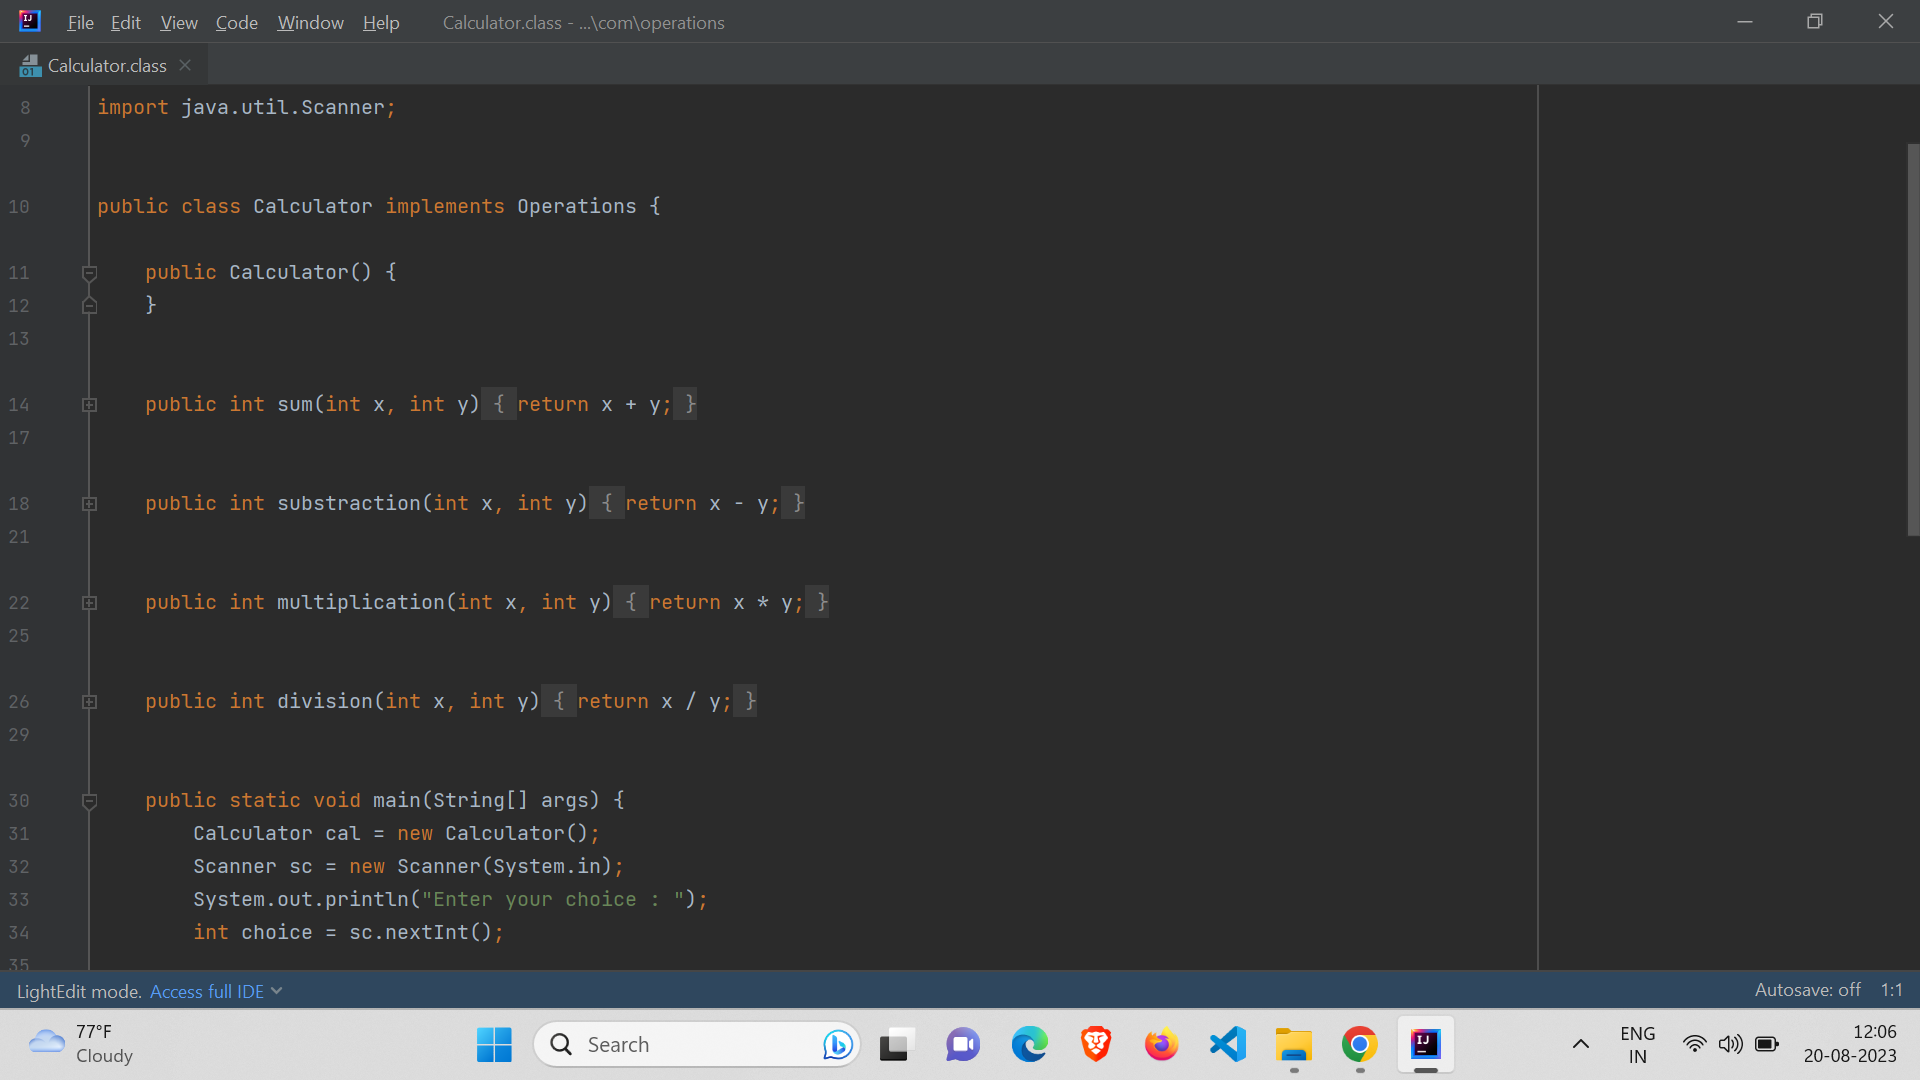 File Edit View Code Window Help Calculator.class - ...\com\operations
Calculator.class
8 import java.util.Scanner;
9
10 public class Calculator implements Operations {
11 public Calculator() {
12 }
13
14 public int sum(int x, int y) { return x + y; }
17
18 public int substraction(int x, int y) { return x - y; }
21
22 public int multiplication(int x, int y) { return x * y; }
25
26 public int division(int x, int y) { return x / y; }
29
30 public static void main(String[] args) {
31 Calculator cal = new Calculator();
32 Scanner sc = new Scanner(System.in);
33 System.out.println("Enter your choice : ");
34 int choice = sc.nextInt();
35
LightEdit mode. Access full IDE Autosave: off 1:1
77°F
Cloudy
Search
ENG
IN
12:06
20-08-2023